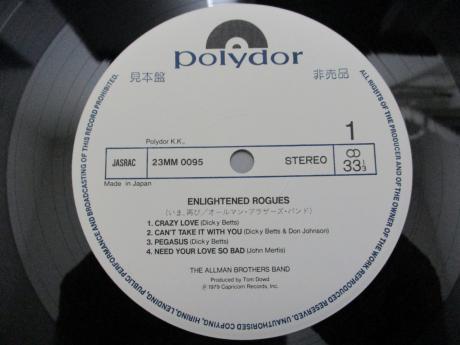 polydor
見本盤
非売品
Polydor K.K.,
1
JASRAC
23MM 0095
STEREO
33 1/3
Made in Japan
ENLIGHTENED ROGUES
(いま、再び/オールマン・ブラザーズ・バンド)
1. CRAZY LOVE (Dicky Betts)
2. CAN'T TAKE IT WITH YOU (Dicky Betts & Don Johnson)
3. PEGASUS (Dicky Betts)
4. NEED YOUR LOVE SO BAD (John Mertis)
THE ALLMAN BROTHERS BAND
Produced by Tom Dowd
℗1979 Capricorn Records, Inc.
ALL RIGHTS OF THE PRODUCER AND OF THE OWNER OF THE WORK REPRODUCED RESERVED. UNAUTHORISED COPYING, HIRING, LENDING, PUBLIC PERFORMANCE AND BROADCASTING OF THIS RECORD PROHIBITED.